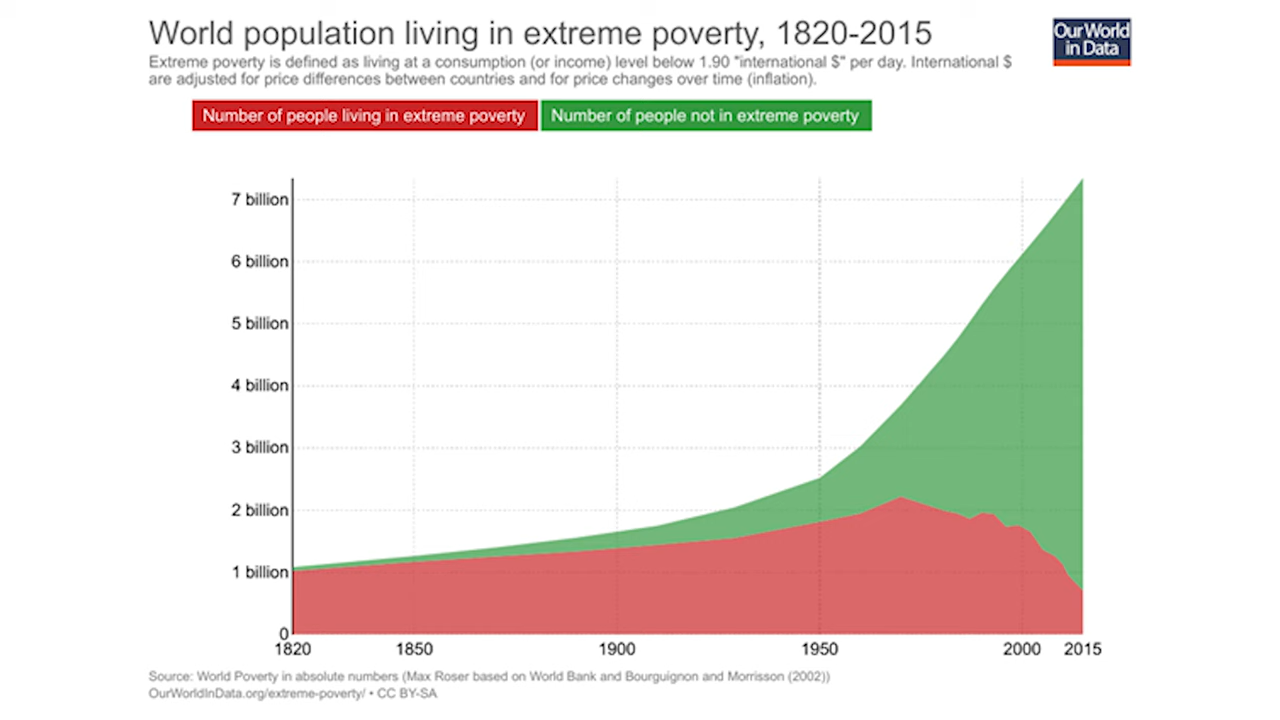 World population living in extreme poverty, 1820-2015
Our World
in Data
Extreme poverty is defined as living at a consumption (or income) level below 1.90 "international $" per day. International $
are adjusted for price differences between countries and for price changes over time (inflation).
Number of people living in extreme poverty
Number of people not in extreme poverty
7 billion
6 billion
5 billion
4 billion
3 billion
2 billion
1 billion
0
1820
1850
1900
1950
2000
2015
Source: World Poverty in absolute numbers (Max Roser based on World Bank and Bourguignon and Morrisson (2002))
OurWorldInData.org/extreme-poverty/ • CC BY-SA